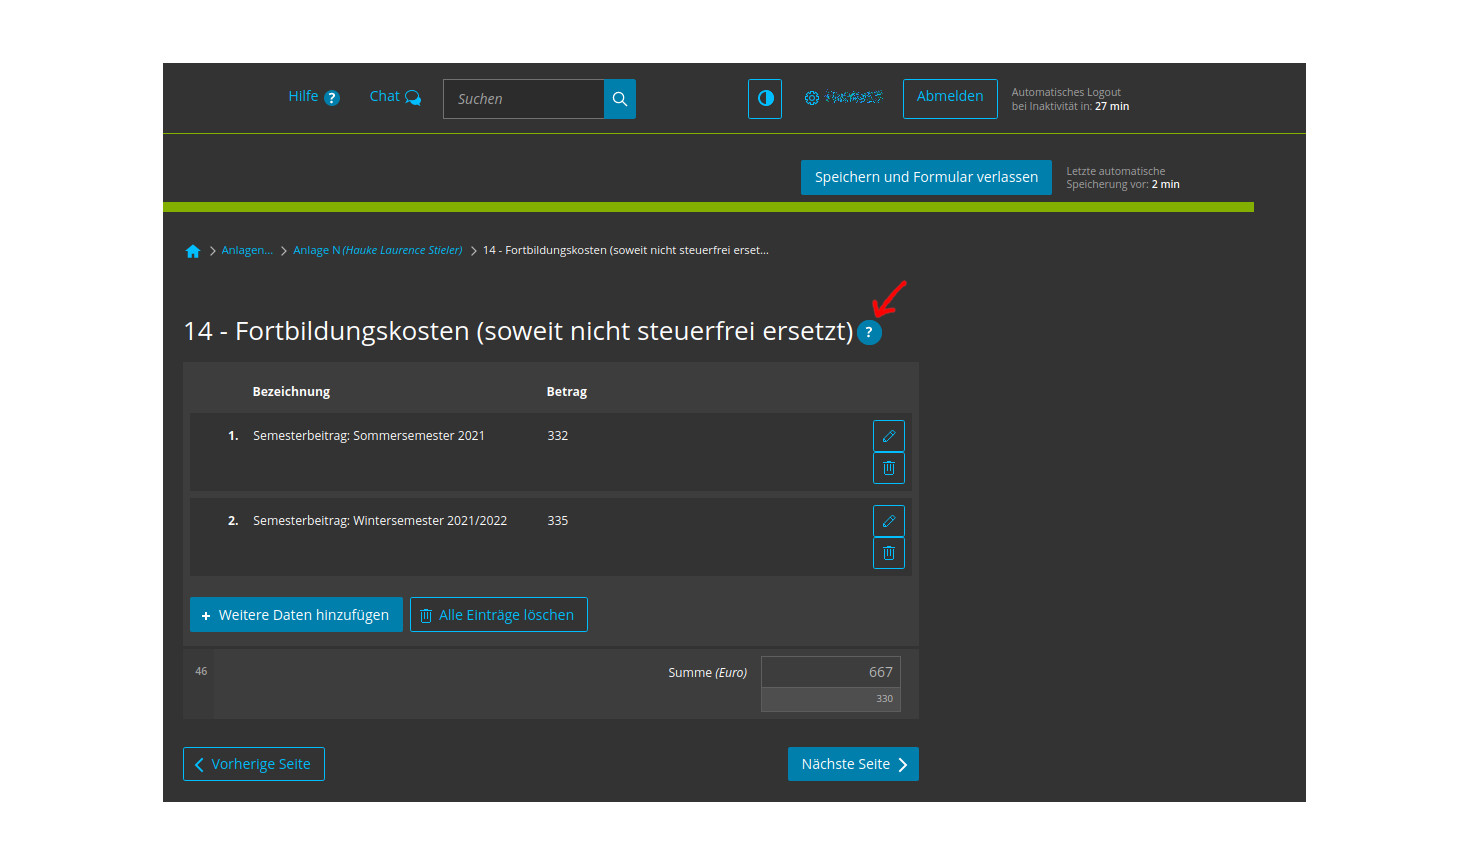 Hilfe ?
Chat
Suchen
Abmelden
Automatisches Logout
bei Inaktivität in: 27 min
Speichern und Formular verlassen
Letzte automatische
Speicherung vor: 2 min
Anlagen... > Anlage N (Hauke Laurence Stieler) > 14 - Fortbildungskosten (soweit nicht steuerfrei erset...
14 - Fortbildungskosten (soweit nicht steuerfrei ersetzt) ?
Bezeichnung Betrag
1. Semesterbeitrag: Sommersemester 2021 332
2. Semesterbeitrag: Wintersemester 2021/2022 335
+ Weitere Daten hinzufügen
Alle Einträge löschen
46 Summe (Euro) 667
330
Vorherige Seite
Nächste Seite